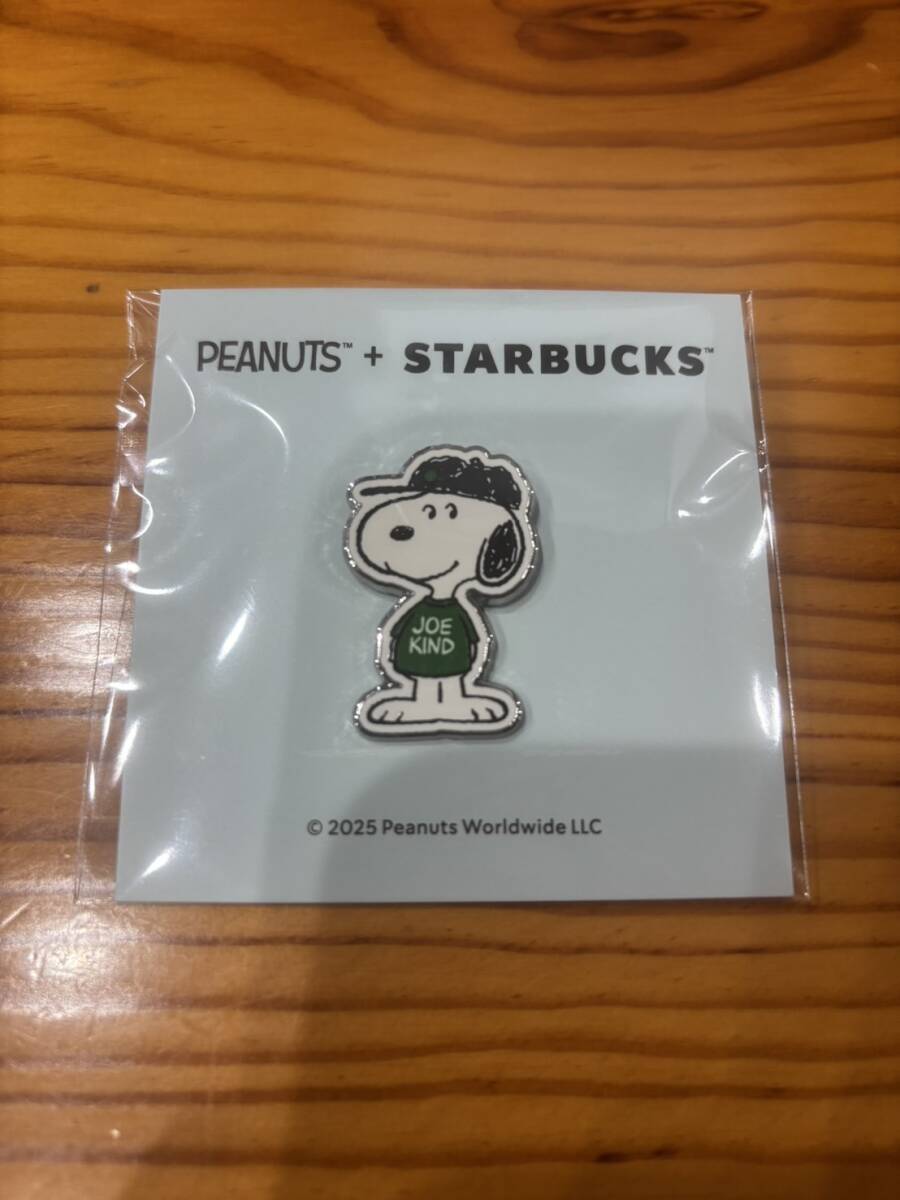 PEANUTS™ + STARBUCKS™
JOE
KIND
© 2025 Peanuts Worldwide LLC